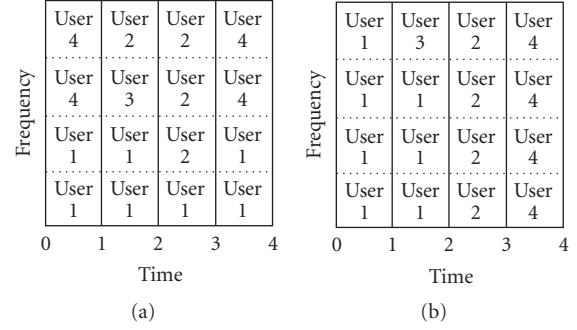 User User User User
4 2 2 4
User User User User
4 3 2 4
User User User User
1 1 2 1
User User User User
1 1 1 1
Frequency
0 1 2 3 4
Time
(a)
User User User User
1 3 2 4
User User User User
1 1 2 4
User User User User
1 1 2 4
User User User User
1 1 2 4
Frequency
0 1 2 3 4
Time
(b)